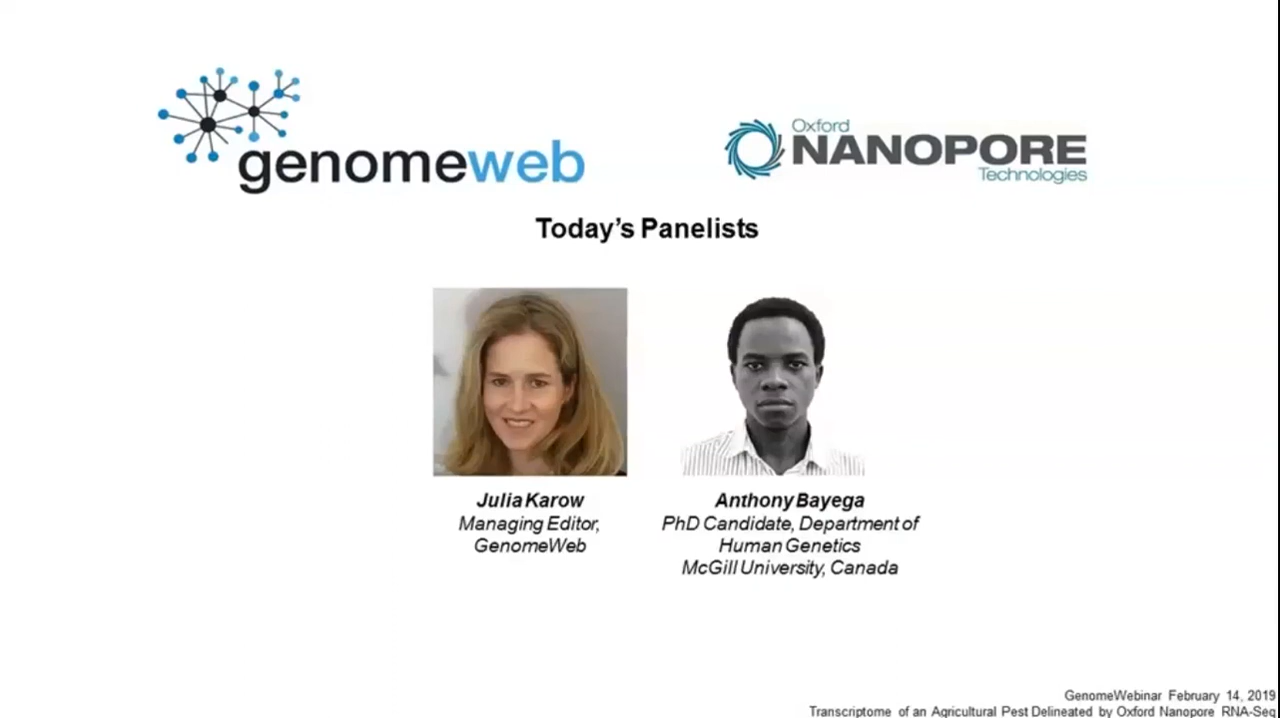 genomeweb
Oxford
NANOPORE
Technologies
Today's Panelists
Julia Karow
Managing Editor,
GenomeWeb
Anthony Bayega
PhD Candidate, Department of
Human Genetics
McGill University, Canada
GenomeWebinar February 14, 2019
Transcriptome of an Agricultural Pest Delineated by Oxford Nanopore RNA-Seq